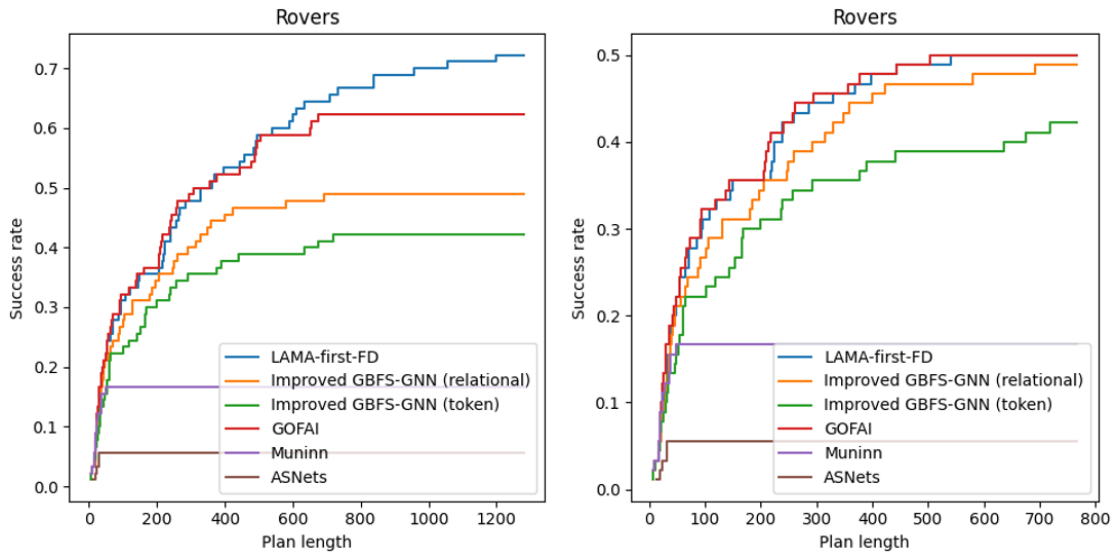 Rovers
Success rate
0.7
0.6
0.5
0.4
0.3
0.2
0.1
0.0
LAMA-first-FD
Improved GBFS-GNN (relational)
Improved GBFS-GNN (token)
GOFAI
Muninn
ASNets
0 200 400 600 800 1000 1200
Plan length
Rovers
Success rate
0.5
0.4
0.3
0.2
0.1
0.0
LAMA-first-FD
Improved GBFS-GNN (relational)
Improved GBFS-GNN (token)
GOFAI
Muninn
ASNets
0 100 200 300 400 500 600 700 800
Plan length